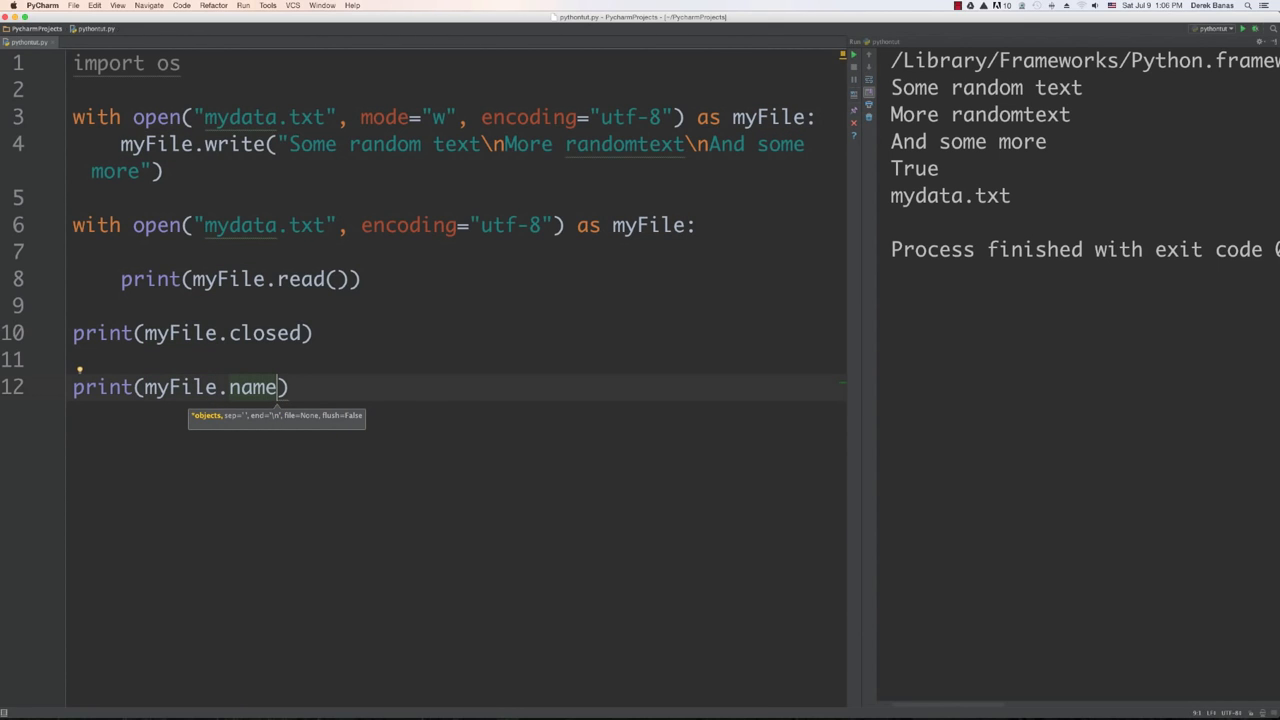 PyCharm File Edit View Navigate Code Refactor Run Tools VCS Window Help
10 Sat Jul 9 1:06 PM Derek Banas
pythontut.py - PycharmProjects - [~/PycharmProjects]
PycharmProjects pythontut.py
pythontut
pythontut.py
Run pythontut
1 import os
2
3 with open("mydata.txt", mode="w", encoding="utf-8") as myFile:
4 myFile.write("Some random text\nMore randomtext\nAnd some
more")
5
6 with open("mydata.txt", encoding="utf-8") as myFile:
7
8 print(myFile.read())
9
10 print(myFile.closed)
11
12 print(myFile.name)
*objects, sep=' ', end='\n', file=None, flush=False
/Library/Frameworks/Python.framew
Some random text
More randomtext
And some more
True
mydata.txt
Process finished with exit code 0
9:1 LF≠ UTF-8≠